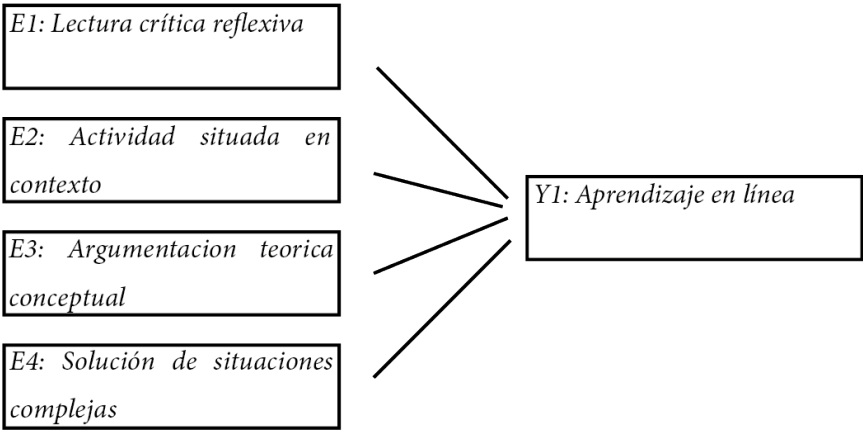 E1: Lectura crítica reflexiva
E2: Actividad situada en
contexto
E3: Argumentacion teorica
conceptual
E4: Solución de situaciones
complejas
Y1: Aprendizaje en línea